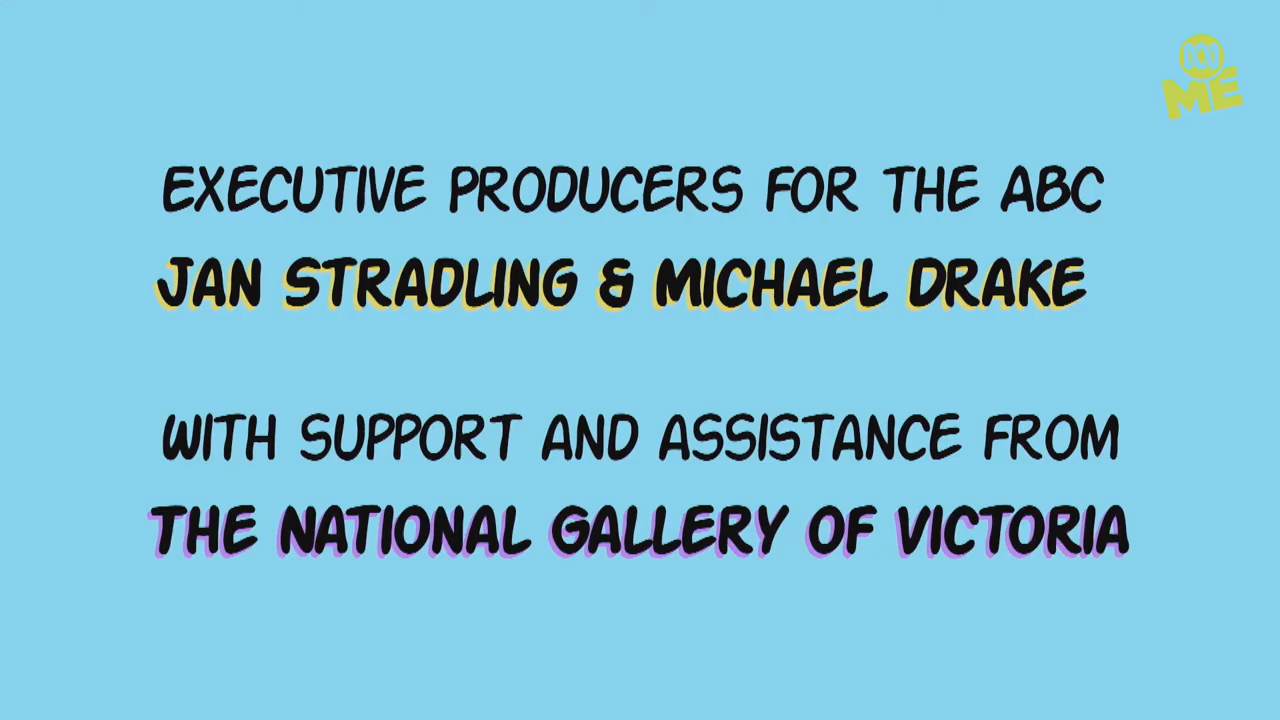 ME
EXECUTIVE PRODUCERS FOR THE ABC
JAN STRADLING & MICHAEL DRAKE
WITH SUPPORT AND ASSISTANCE FROM
THE NATIONAL GALLERY OF VICTORIA